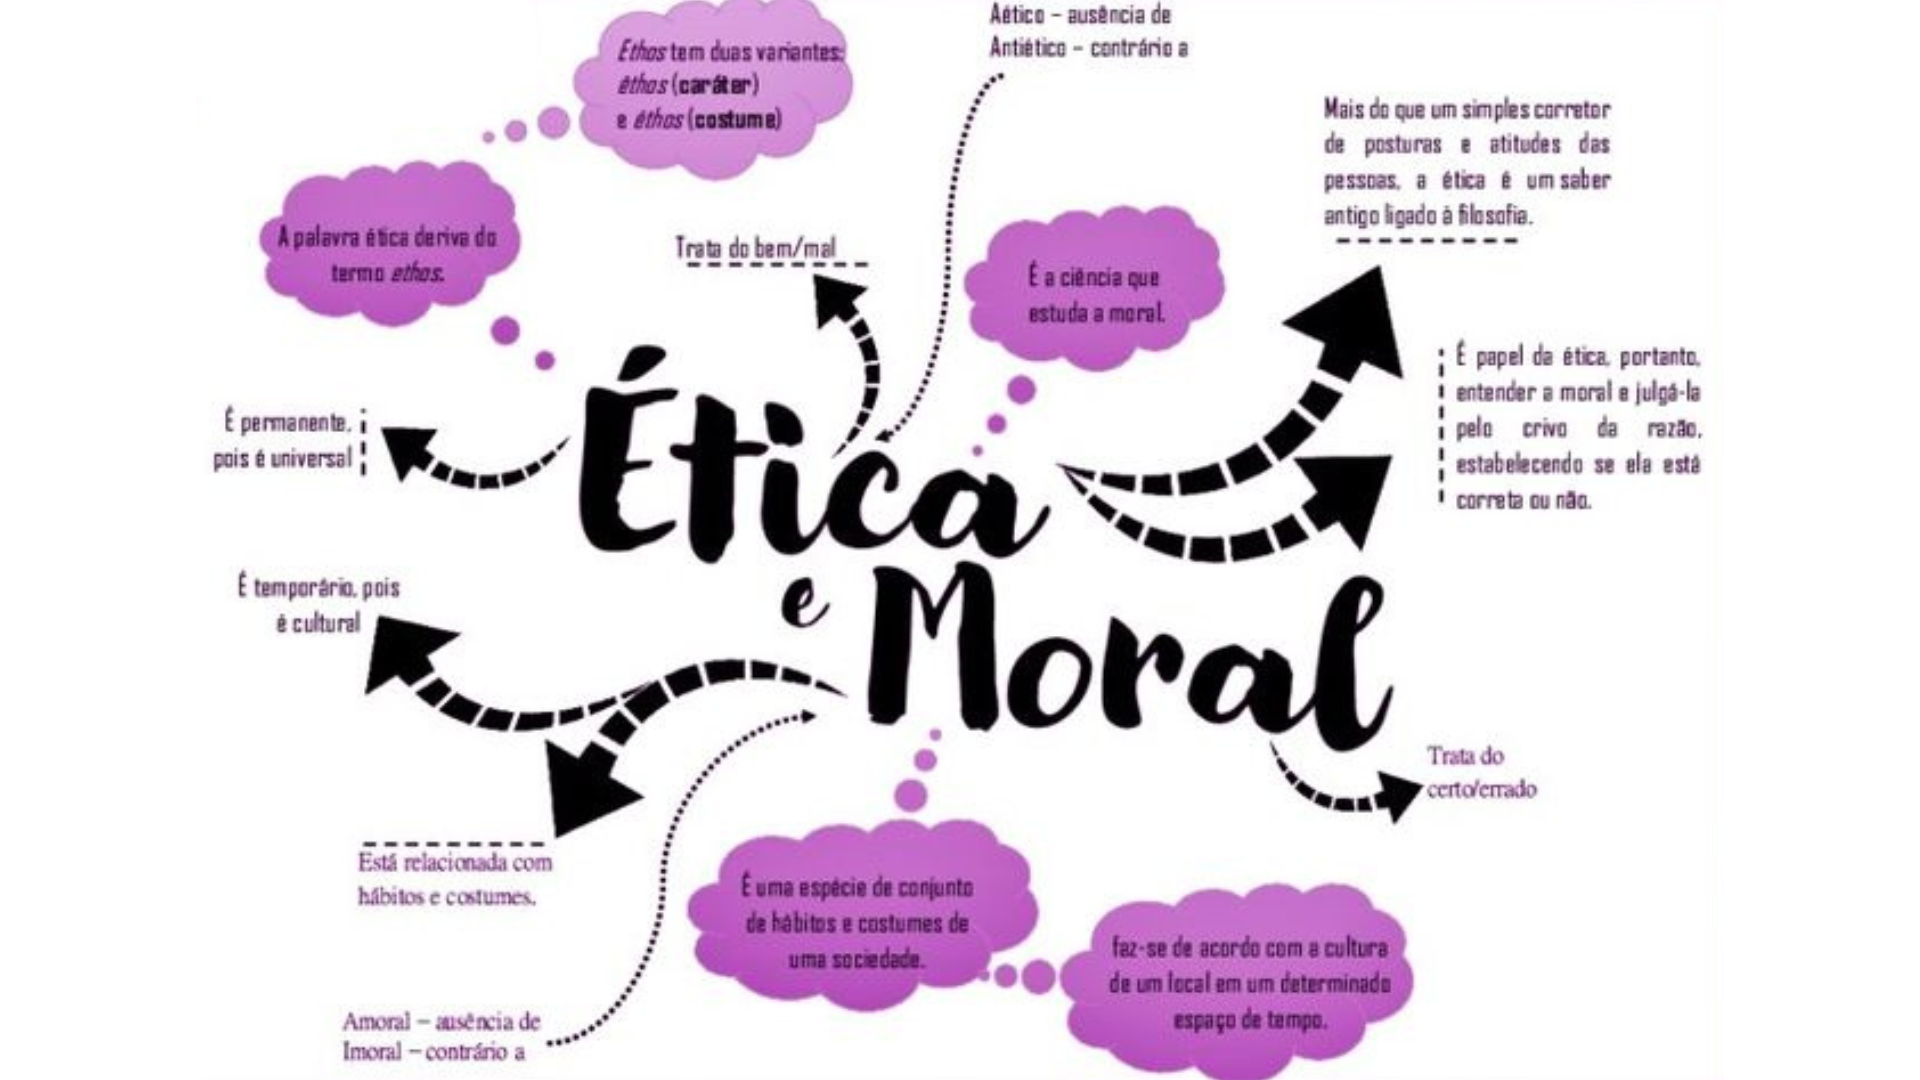 Aético – ausência de
Antiético – contrário a
Ethos tem duas variantes:
êthos (caráter)
e éthos (costume)
Mais do que um simples corretor
de posturas e atitudes das
pessoas, a ética é um saber
antigo ligado à filosofia.
A palavra ética deriva do
termo ethos.
Trata do bem/mal
É a ciência que
estuda a moral.
É papel da ética, portanto,
entender a moral e julgá-la
pelo crivo da razão,
estabelecendo se ela está
correta ou não.
É permanente,
pois é universal
Ética
e
Moral
É temporário, pois
é cultural
Trata do
certo/errado
Está relacionada com
hábitos e costumes.
É uma espécie de conjunto
de hábitos e costumes de
uma sociedade.
faz-se de acordo com a cultura
de um local em um determinado
espaço de tempo.
Amoral – ausência de
Imoral – contrário a